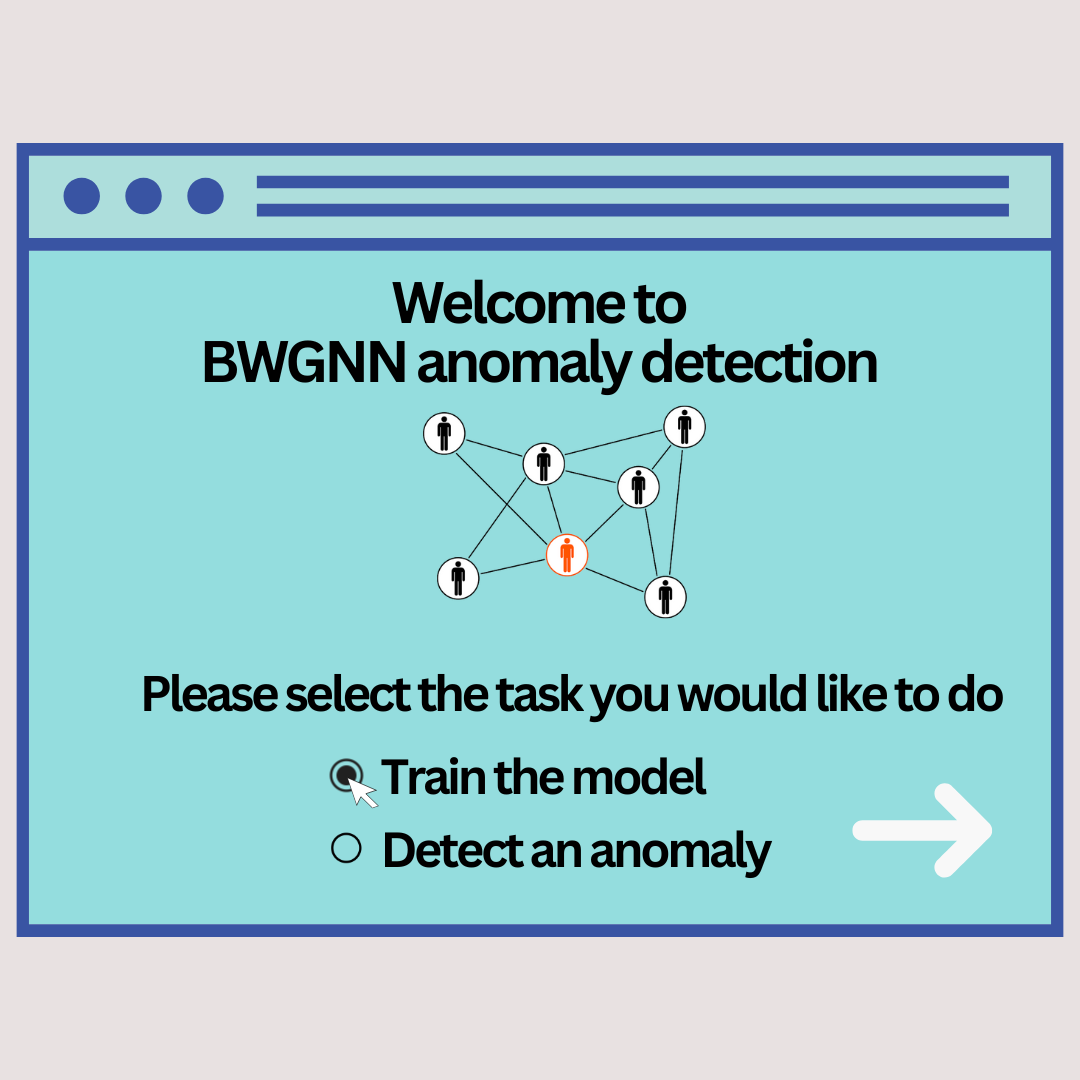 Welcome to
BWGNN anomaly detection
Please select the task you would like to do
Train the model
Detect an anomaly